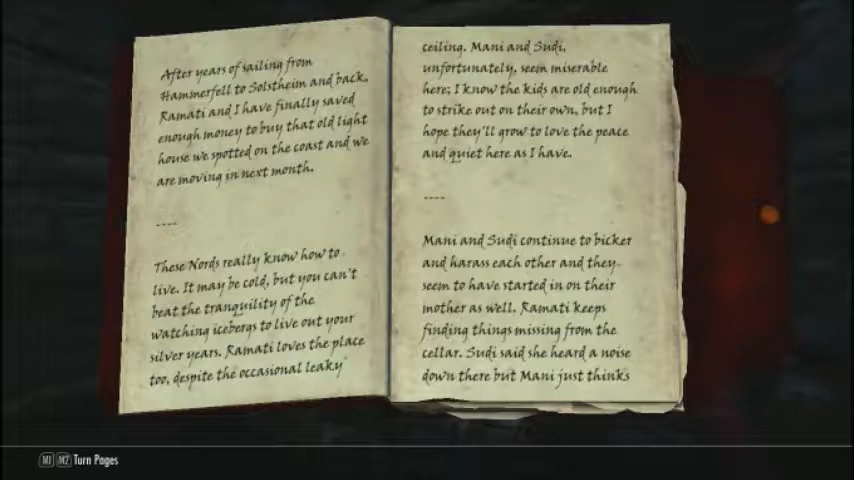 After years of sailing from
Hammerfell to Solstheim and back,
Ramati and I have finally saved
enough money to buy that old light
house we spotted on the coast and we
are moving in next month.
----
These Nords really know how to
live. It may be cold, but you can't
beat the tranquility of the
watching icebergs to live out your
silver years. Ramati loves the place
too, despite the occasional leaky
ceiling. Mani and Sudi,
unfortunately, seem miserable
here; I know the kids are old enough
to strike out on their own, but I
hope they'll grow to love the peace
and quiet here as I have.
----
Mani and Sudi continue to bicker
and harass each other and they
seem to have started in on their
mother as well. Ramati keeps
finding things missing from the
cellar. Sudi said she heard a noise
down there but Mani just thinks
M1 M2 Turn Pages